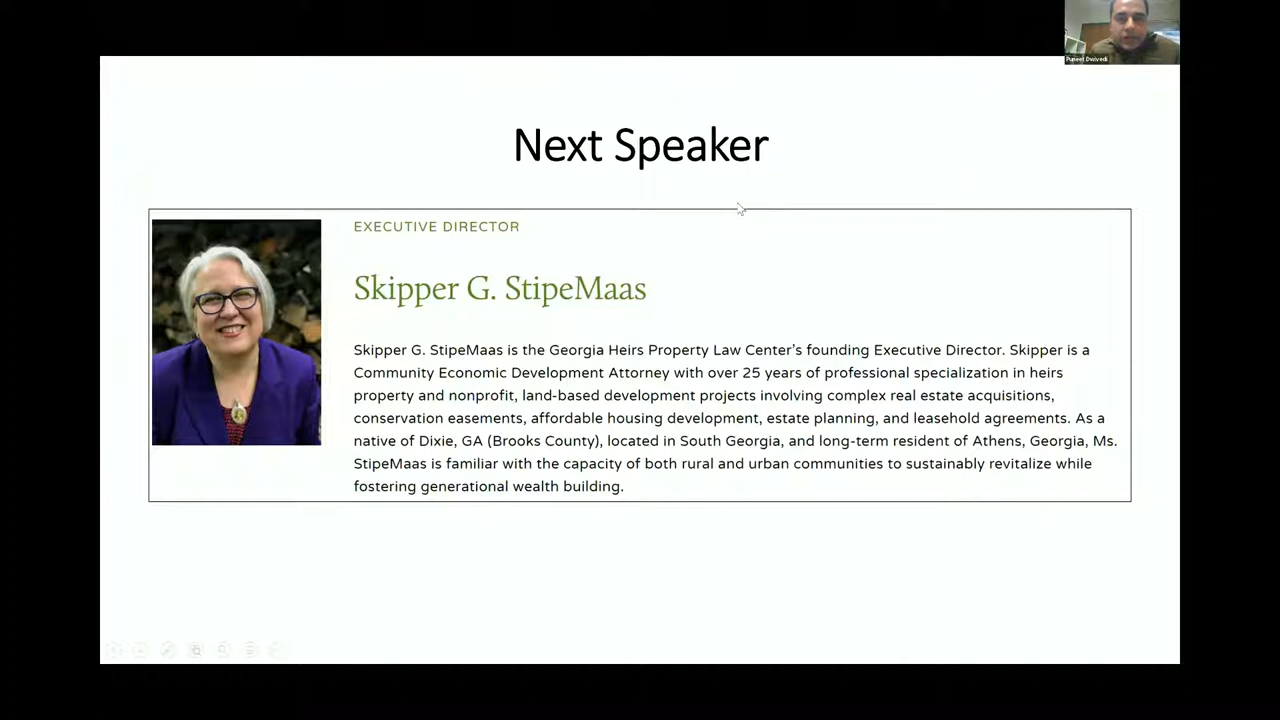 Puneet Dwivedi
Next Speaker
EXECUTIVE DIRECTOR
Skipper G. StipeMaas
Skipper G. StipeMaas is the Georgia Heirs Property Law Center's founding Executive Director. Skipper is a
Community Economic Development Attorney with over 25 years of professional specialization in heirs
property and nonprofit, land-based development projects involving complex real estate acquisitions,
conservation easements, affordable housing development, estate planning, and leasehold agreements. As a
native of Dixie, GA (Brooks County), located in South Georgia, and long-term resident of Athens, Georgia, Ms.
StipeMaas is familiar with the capacity of both rural and urban communities to sustainably revitalize while
fostering generational wealth building.